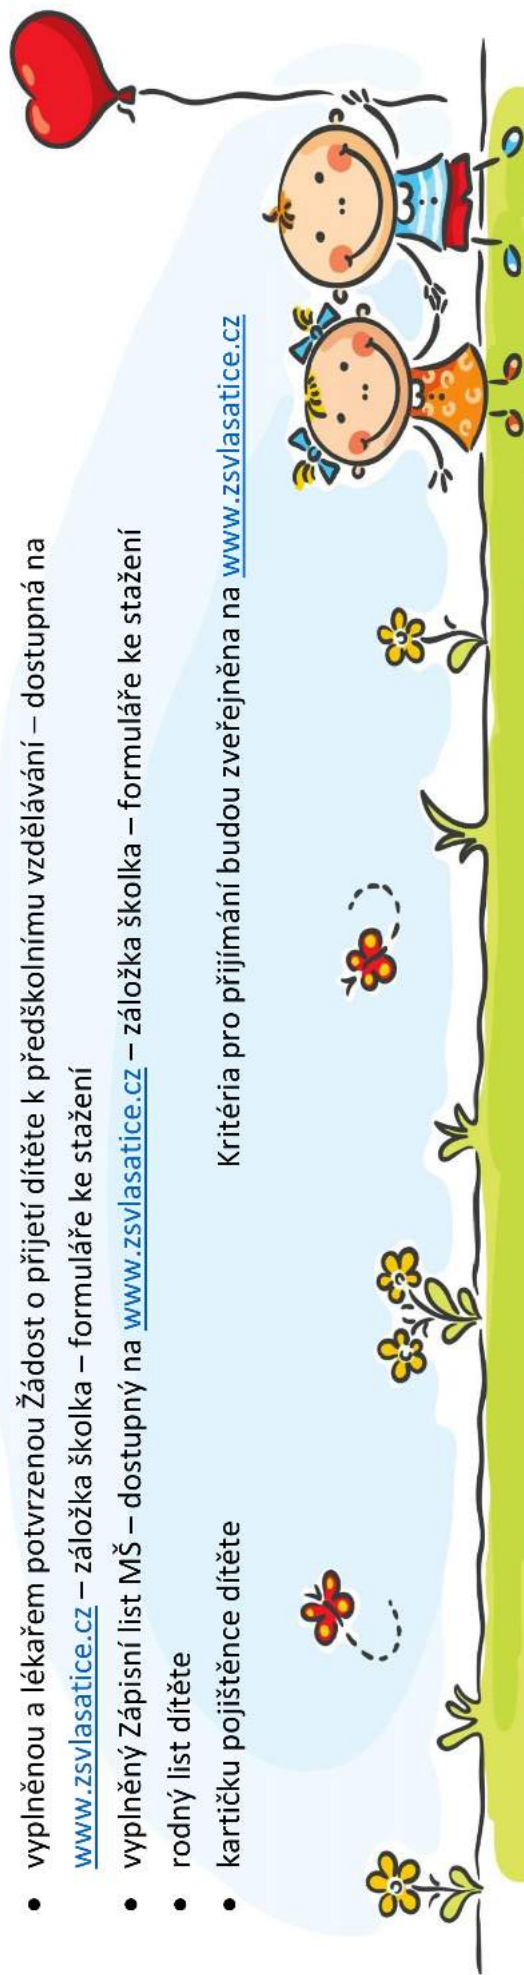 • vyplněnou a lékařem potvrzenou Žádost o přijetí dítěte k předškolnímu vzdělávání – dostupná na
www.zsvlasatice.cz – záložka školka – formuláře ke stažení
• vyplněný Zápisní list MŠ – dostupný na www.zsvlasatice.cz – záložka školka – formuláře ke stažení
• rodný list dítěte
• kartičku pojištěnce dítěte
Kritéria pro přijímání budou zveřejněna na www.zsvlasatice.cz